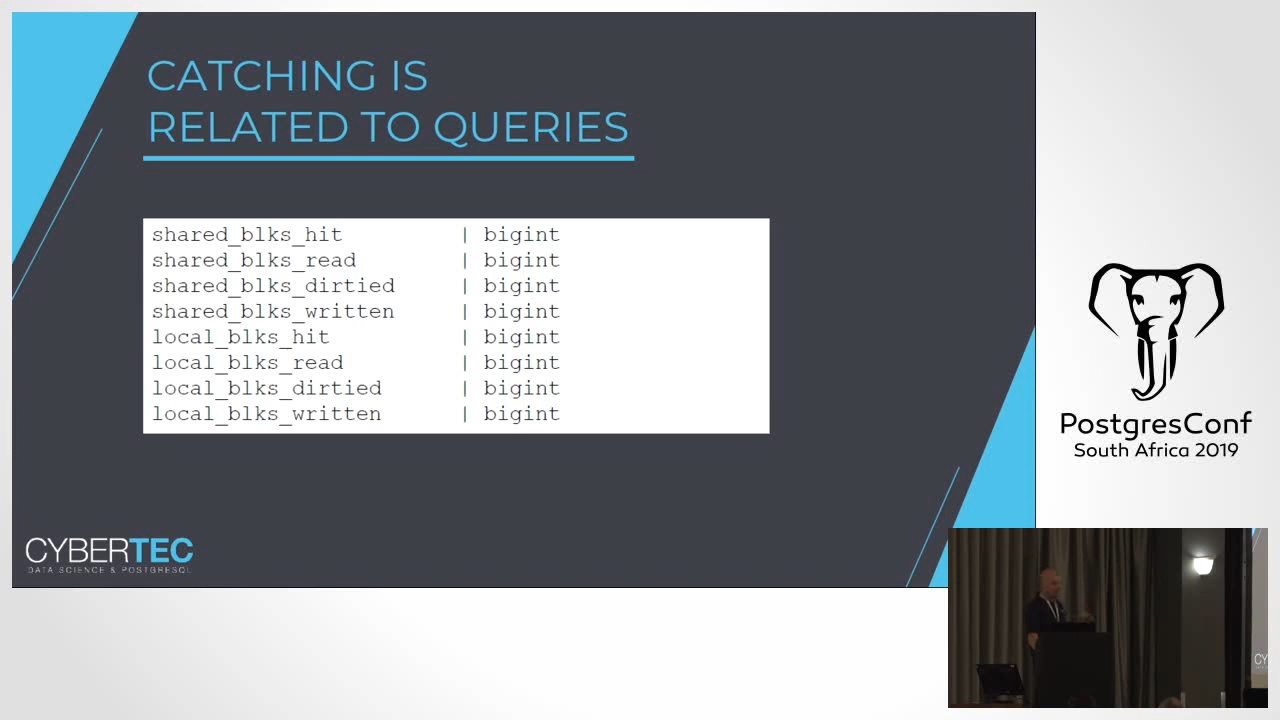 CATCHING IS
RELATED TO QUERIES
shared_blks_hit | bigint
shared_blks_read | bigint
shared_blks_dirtied | bigint
shared_blks_written | bigint
local_blks_hit | bigint
local_blks_read | bigint
local_blks_dirtied | bigint
local_blks_written | bigint
CYBERTEC
DATA SCIENCE & POSTGRESQL
PostgresConf
South Africa 2019
CY